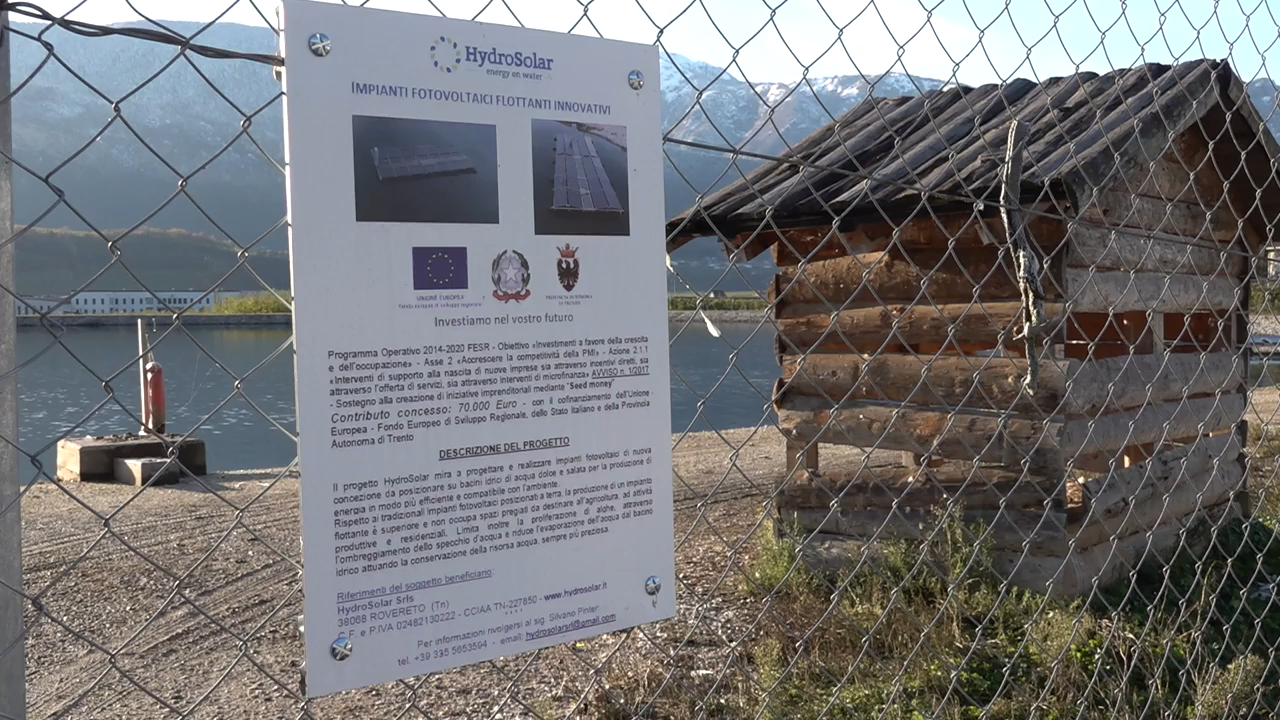 HydroSolar
energy on water
IMPIANTI FOTOVOLTAICI FLOTTANTI INNOVATIVI
UNIONE EUROPEA
Fondo europeo di sviluppo regionale
PROVINCIA AUTONOMA
DI TRENTO
Investiamo nel vostro futuro
Programma Operativo 2014-2020 FESR - Obiettivo «Investimenti a favore della crescita
e dell'occupazione» - Asse 2 «Accrescere la competitività della PMI» - Azione 2.1.1
«Interventi di supporto alla nascita di nuove imprese sia attraverso incentivi diretti, sia
attraverso l'offerta di servizi, sia attraverso interventi di microfinanza» AVVISO n. 1/2017
- Sostegno alla creazione di iniziative imprenditoriali mediante "Seed money"
Contributo concesso: 70.000 Euro - con il cofinanziamento dell'Unione
Europea - Fondo Europeo di Sviluppo Regionale, dello Stato Italiano e della Provincia
Autonoma di Trento
DESCRIZIONE DEL PROGETTO
Il progetto HydroSolar mira a progettare e realizzare impianti fotovoltaici di nuova
concezione da posizionare su bacini idrici di acqua dolce e salata per la produzione di
energia in modo più efficiente e compatibile con l'ambiente.
Rispetto ai tradizionali impianti fotovoltaici posizionati a terra, la produzione di un impianto
flottante è superiore e non occupa spazi pregiati da destinare all'agricoltura, ad attività
produttive e residenziali. Limita inoltre la proliferazione di alghe, attraverso
l'ombreggiamento dello specchio d'acqua e riduce l'evaporazione dell'acqua dal bacino
idrico attuando la conservazione della risorsa acqua, sempre più preziosa.
Riferimenti del soggetto beneficiario:
HydroSolar Srls
38068 ROVERETO (Tn)
C.F. e P.IVA 02482130222 - CCIAA TN-227850 - www.hydrosolar.it
Per informazioni rivolgersi al sig. Silvano Pinter:
tel. +39 335 5653594 - email: hydrosolarsrl@gmail.com